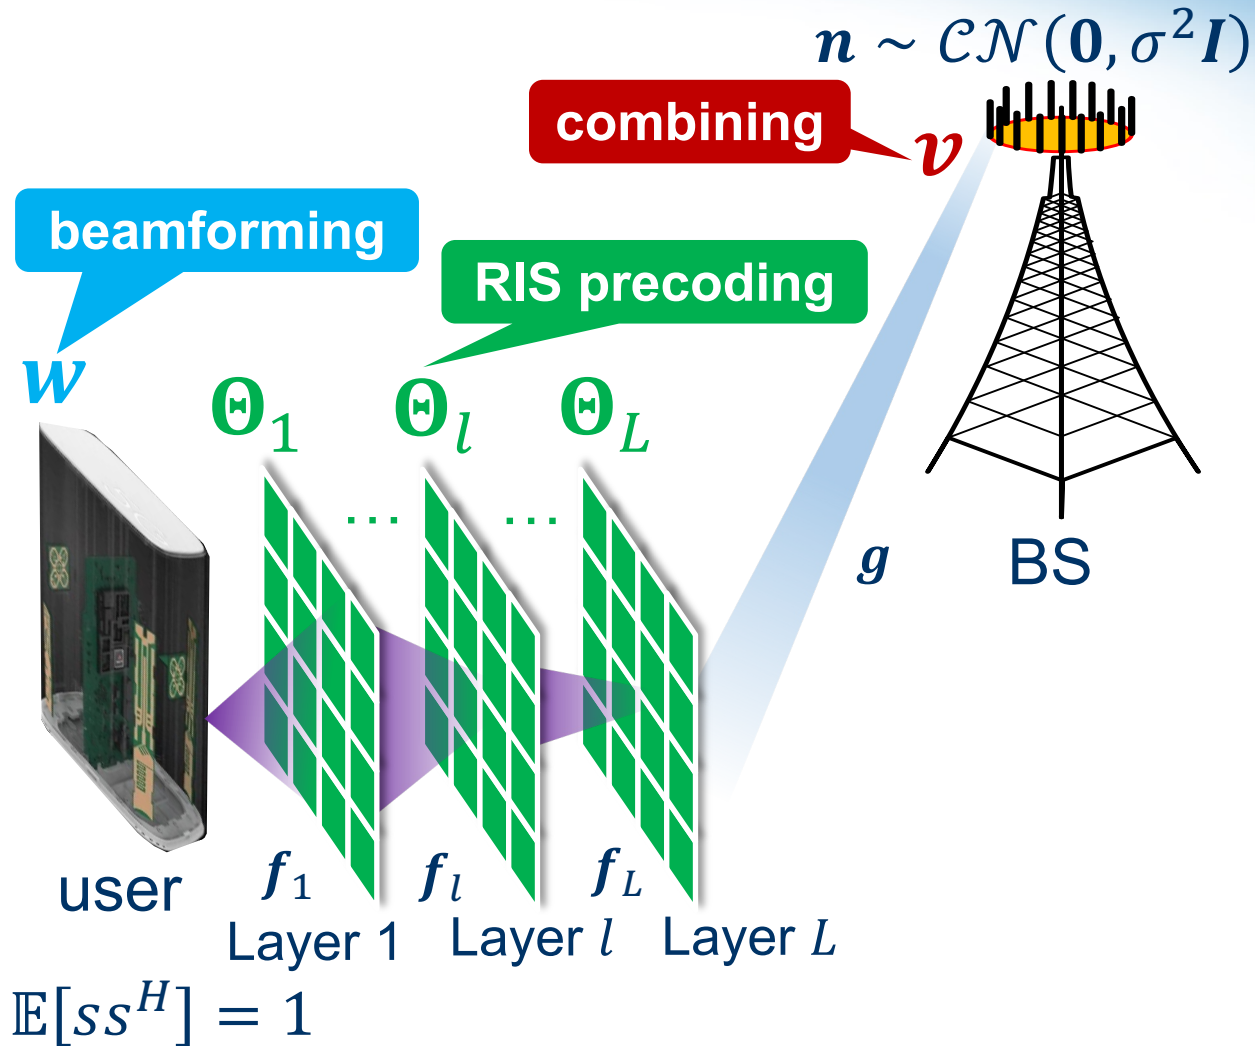 𝒏 ~ 𝒞𝒩(𝟎, σ²𝑰)
combining
𝒗
beamforming
RIS precoding
𝒘
𝚯₁ 𝚯ₗ 𝚯_L
... ...
𝒈
BS
𝒇₁ 𝒇ₗ 𝒇_L
user
Layer 1 Layer l Layer L
𝔼[ssᴴ] = 1